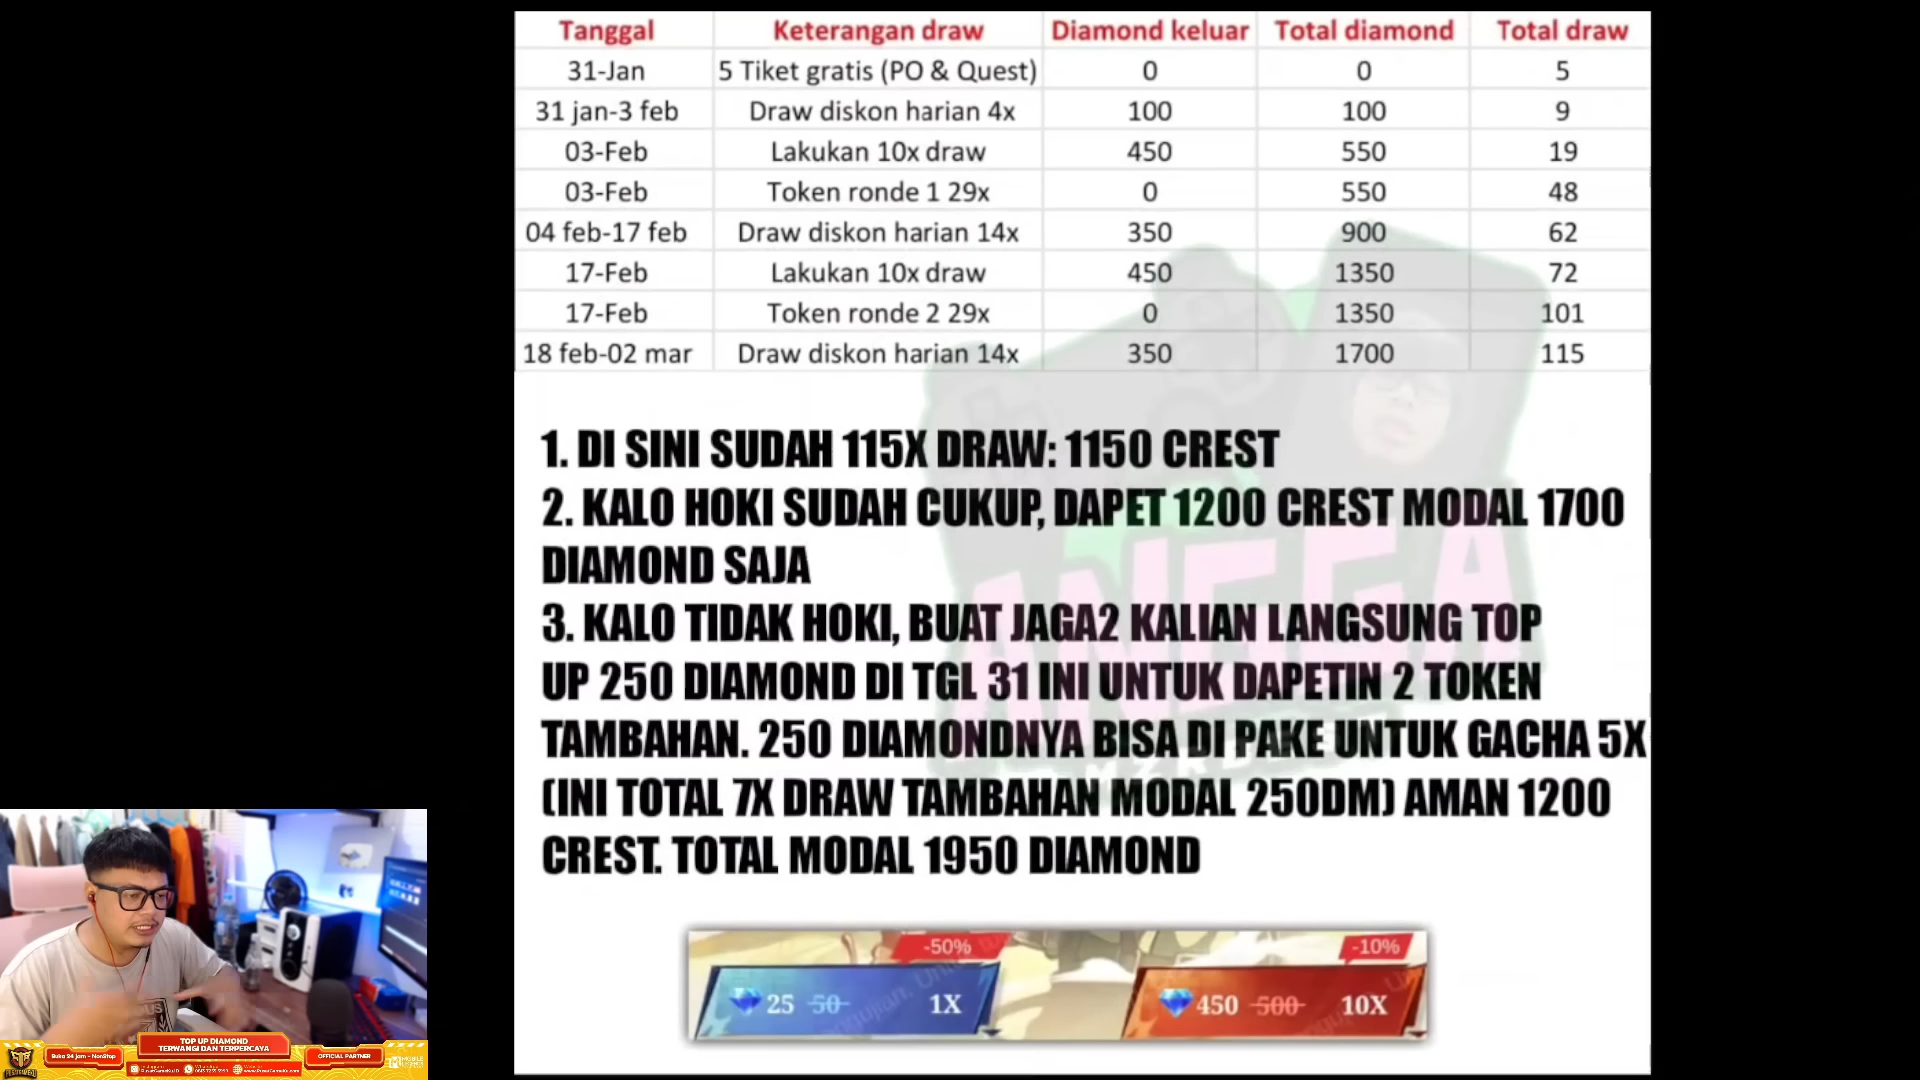 Tanggal Keterangan draw Diamond keluar Total diamond Total draw
31-Jan 5 Tiket gratis (PO & Quest) 0 0 5
31 jan-3 feb Draw diskon harian 4x 100 100 9
03-Feb Lakukan 10x draw 450 550 19
03-Feb Token ronde 1 29x 0 550 48
04 feb-17 feb Draw diskon harian 14x 350 900 62
17-Feb Lakukan 10x draw 450 1350 72
17-Feb Token ronde 2 29x 0 1350 101
18 feb-02 mar Draw diskon harian 14x 350 1700 115
1. DI SINI SUDAH 115X DRAW: 1150 CREST
2. KALO HOKI SUDAH CUKUP, DAPET 1200 CREST MODAL 1700
DIAMOND SAJA
3. KALO TIDAK HOKI, BUAT JAGA2 KALIAN LANGSUNG TOP
UP 250 DIAMOND DI TGL 31 INI UNTUK DAPETIN 2 TOKEN
TAMBAHAN. 250 DIAMONDNYA BISA DI PAKE UNTUK GACHA 5X
(INI TOTAL 7X DRAW TAMBAHAN MODAL 250DM) AMAN 1200
CREST. TOTAL MODAL 1950 DIAMOND
ANGGA
-50% -10%
25 50 1X 450 500 10X
TOP UP DIAMOND
TERWANGI DAN TERPERCAYA
Buka 24 jam - NonStop
OFFICIAL PARTNER